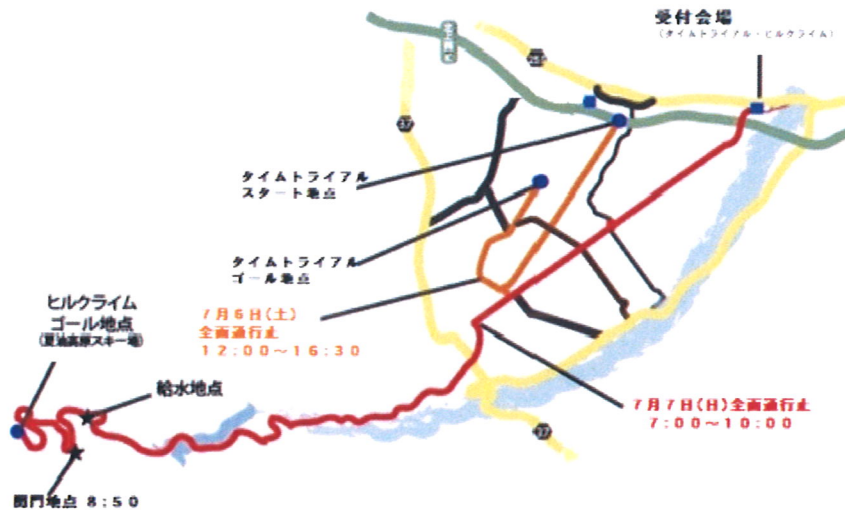 受付会場
(タイムトライアル・ヒルクライム)
37
タイムトライアル
スタート地点
タイムトライアル
ゴール地点
ヒルクライム
ゴール地点
(夏油高原スキー場)
7月6日(土)
全面通行止
12:00～16:30
給水地点
7月7日(日)全面通行止
7:00～10:00
37
関門地点 8:50